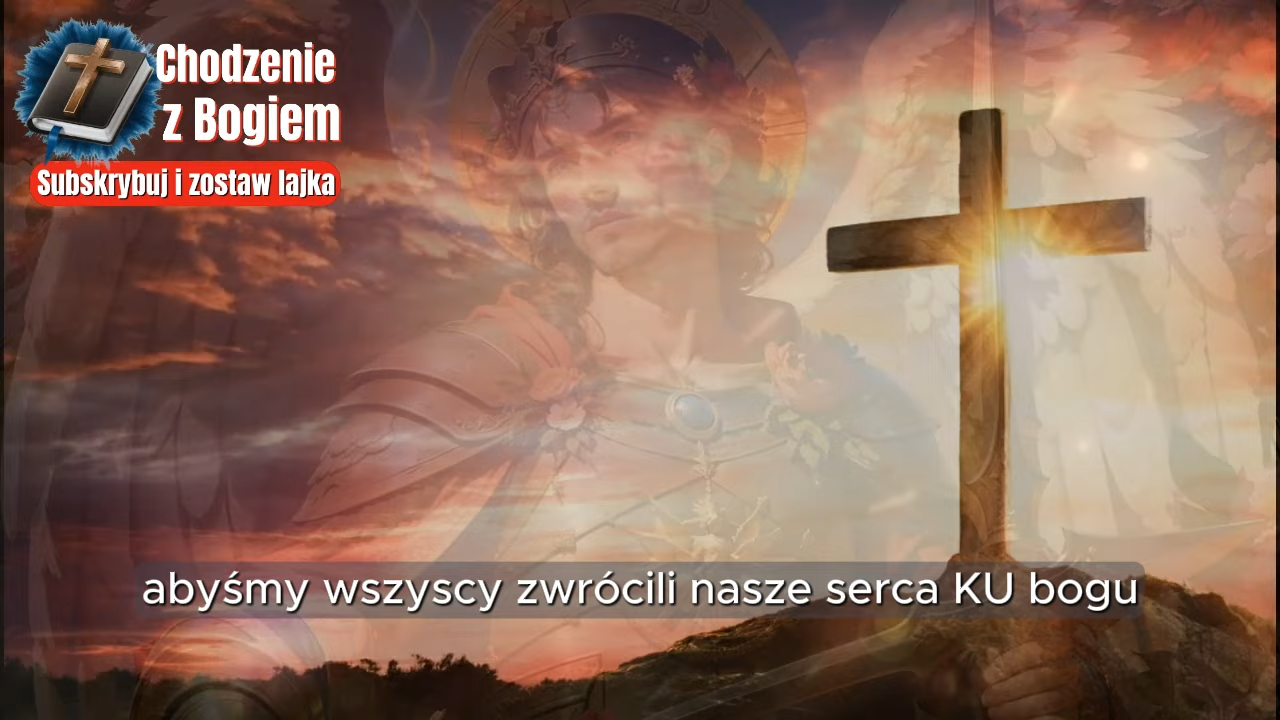 Chodzenie
z Bogiem
Subskrybuj i zostaw lajka
abyśmy wszyscy zwrócili nasze serca KU bogu